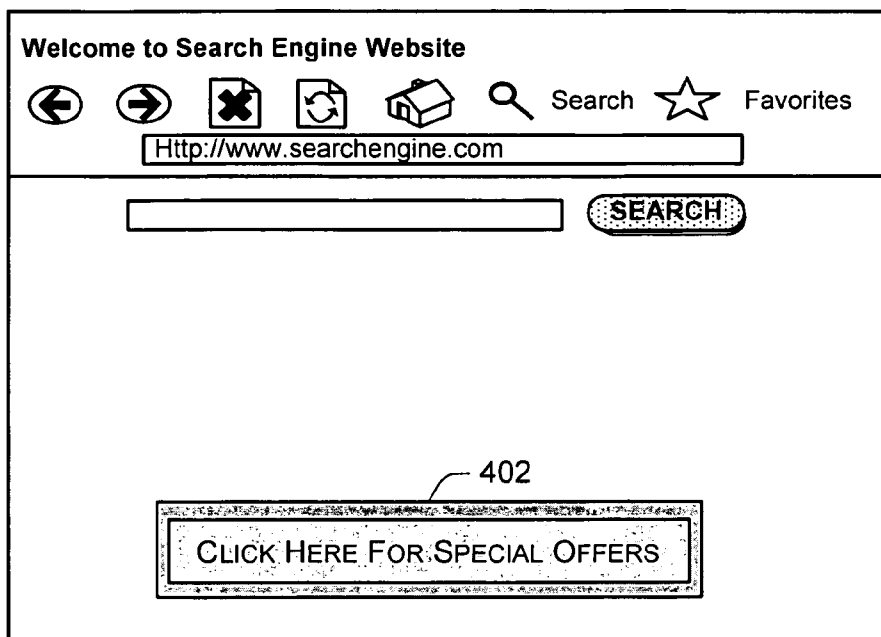 Welcome to Search Engine Website
Search Favorites
Http://www.searchengine.com
SEARCH
402
CLICK HERE FOR SPECIAL OFFERS